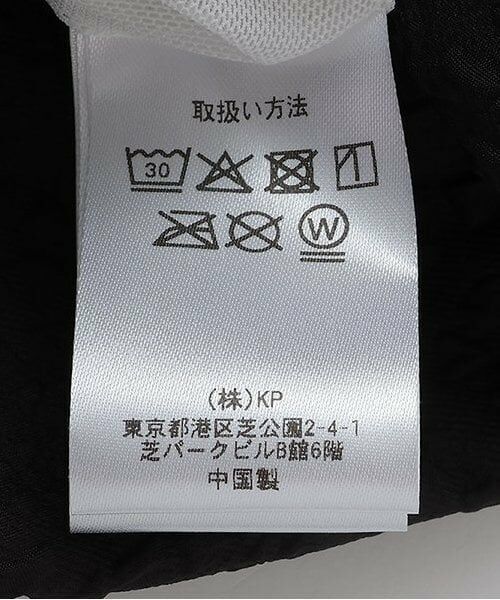 取扱い方法
30
W
(株)KP
東京都港区芝公園2-4-1
芝パークビルB館6階
中国製